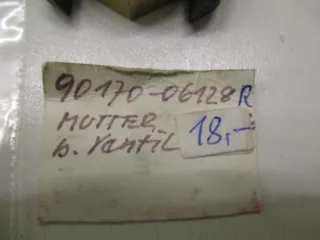 90170-06128R
MUTTER
b. Ventil
18,-